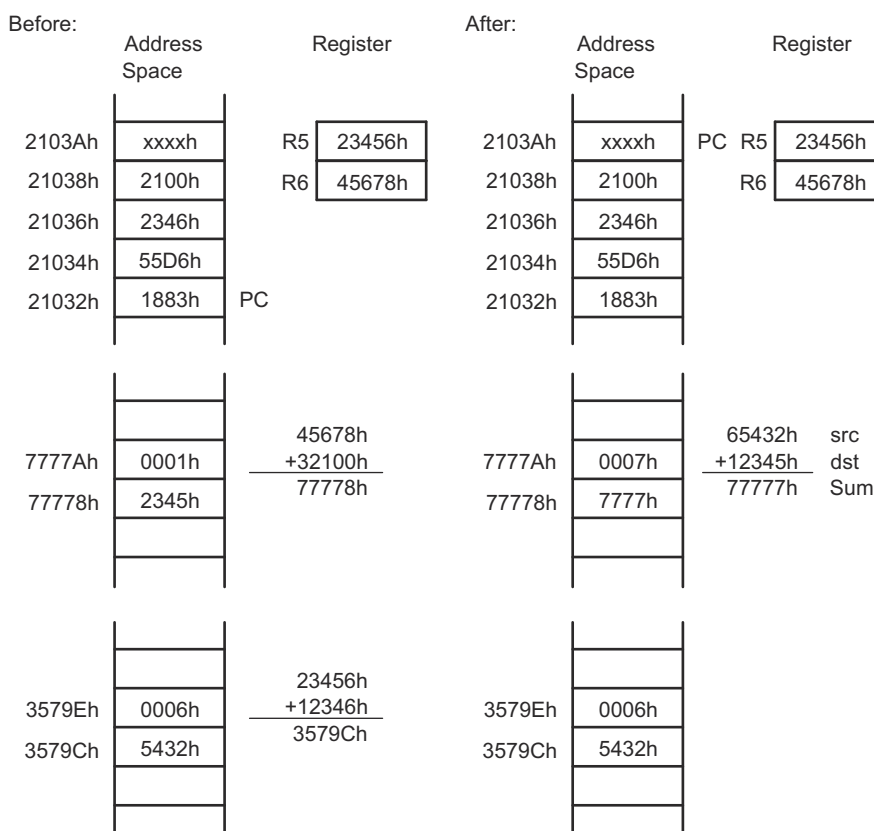 Before: After:
Address Register Address Register
Space Space
2103Ah xxxxh R5 23456h 2103Ah xxxxh PC R5 23456h
21038h 2100h R6 45678h 21038h 2100h R6 45678h
21036h 2346h 21036h 2346h
21034h 55D6h 21034h 55D6h
21032h 1883h PC 21032h 1883h
45678h 65432h src
7777Ah 0001h +32100h 7777Ah 0007h +12345h dst
77778h 2345h 77778h 77778h 7777h 77777h Sum
23456h
3579Eh 0006h +12346h 3579Eh 0006h
3579Ch 5432h 3579Ch 3579Ch 5432h